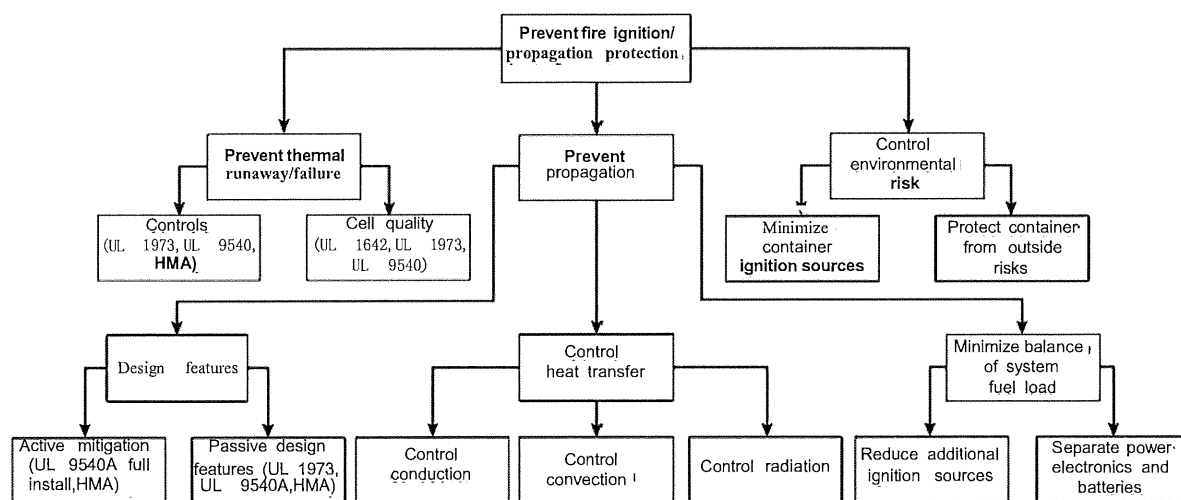 Prevent fire ignition/
propagation protection
Prevent thermal
runaway/failure
Prevent
propagation
Control
environmental
risk
Controls
(UL 1973, UL 9540,
HMA)
Cell quality
(UL 1642, UL 1973,
UL 9540)
Minimize
container
ignition sources
Protect container
from outside
risks
Design features
Control
heat transfer
Minimize balance
of system
fuel load
Active mitigation
(UL 9540A full
install,HMA)
Passive design
features (UL 1973,
UL 9540A,HMA)
Control
conduction
Control
convection
Control radiation
Reduce additional
ignition sources
Separate power
electronics and
batteries